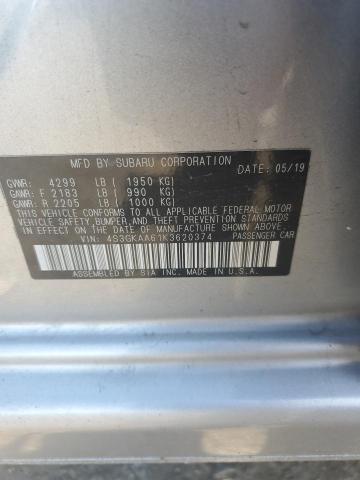 MFD BY SUBARU CORPORATION DATE: 05/19
GVWR: 4299 LB ( 1950 KG)
GAWR: F 2183 LB ( 990 KG)
GAWR: R 2205 LB ( 1000 KG)
THIS VEHICLE CONFORMS TO ALL APPLICABLE FEDERAL MOTOR
VEHICLE SAFETY, BUMPER, AND THEFT PREVENTION STANDARDS
IN EFFECT ON THE DATE OF MANUFACTURE SHOWN ABOVE.
VIN: 4S3GKAA61K3620374 PASSENGER CAR
ASSEMBLED BY SIA INC. MADE IN U.S.A.